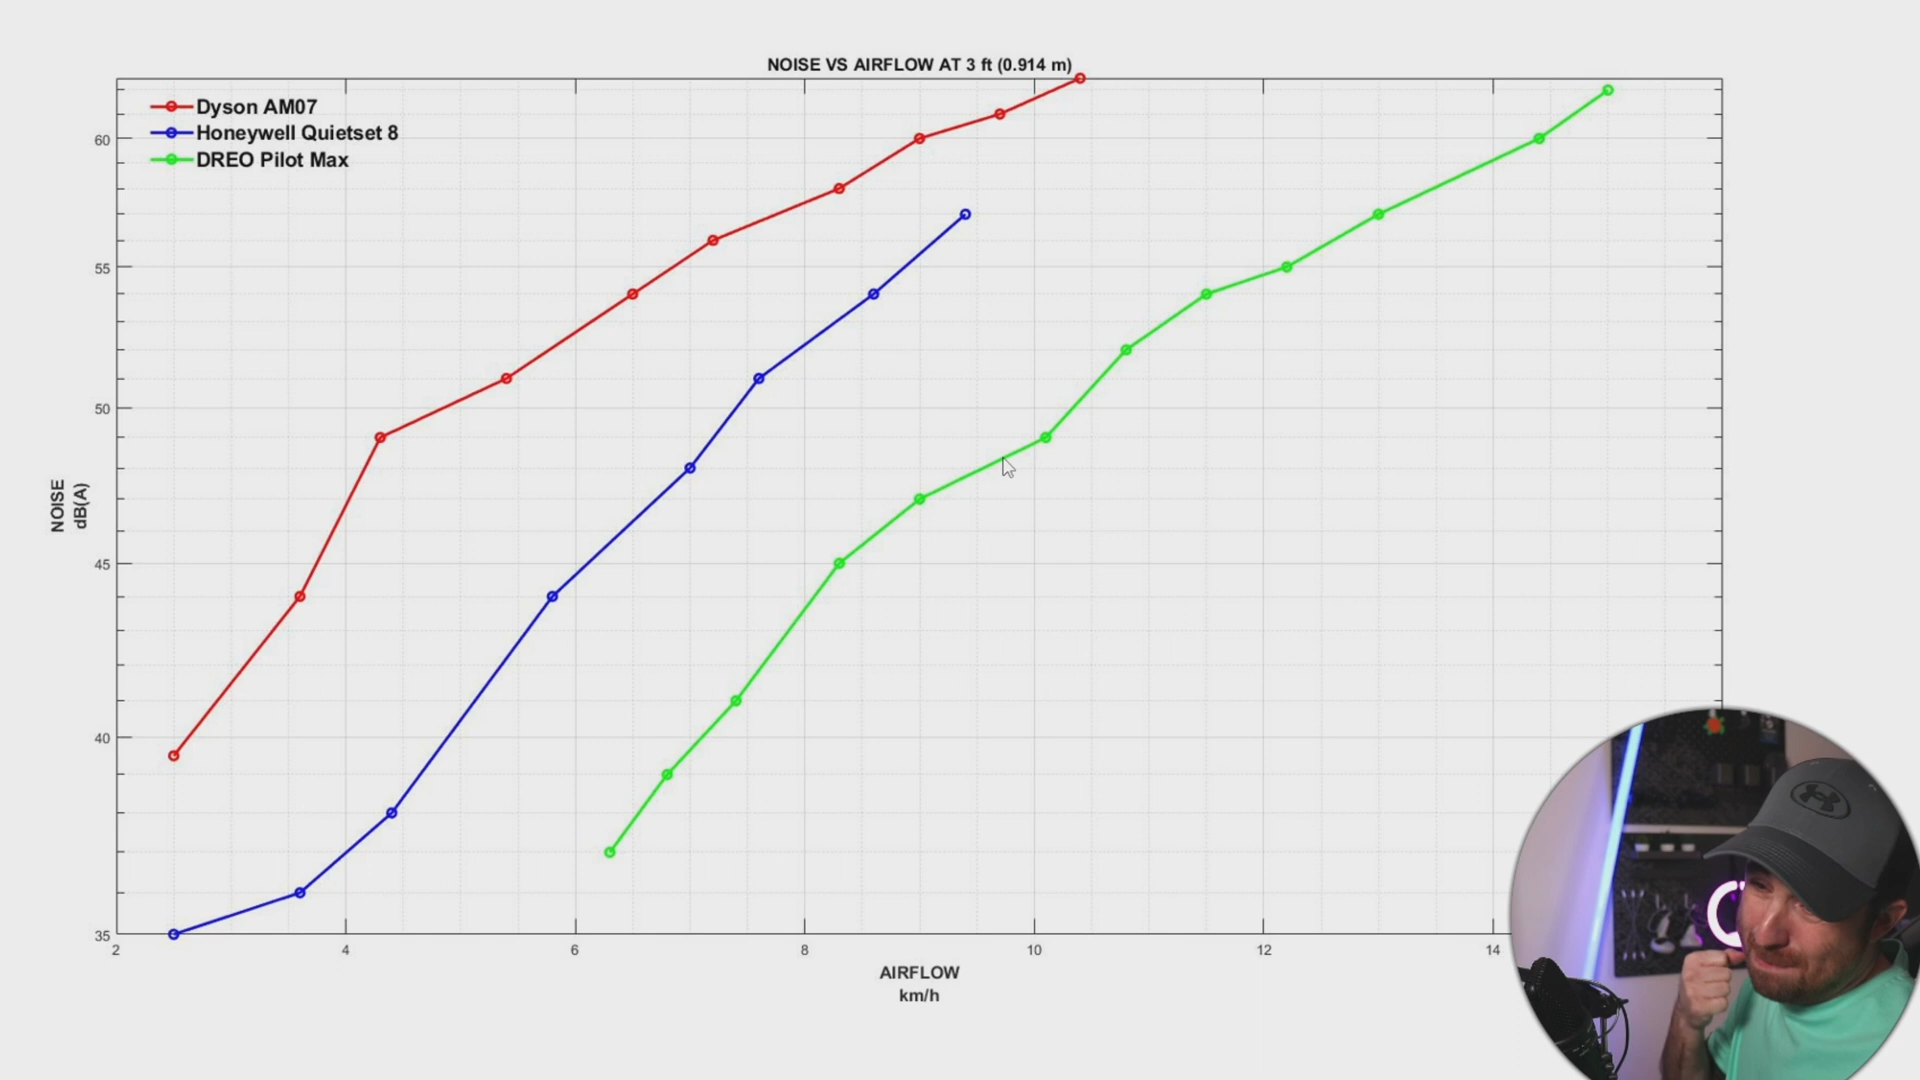 NOISE VS AIRFLOW AT 3 ft (0.914 m)
Dyson AM07
Honeywell Quietset 8
DREO Pilot Max
60
55
50
45
40
35
NOISE
dB(A)
2
4
6
8
10
12
14
AIRFLOW
km/h